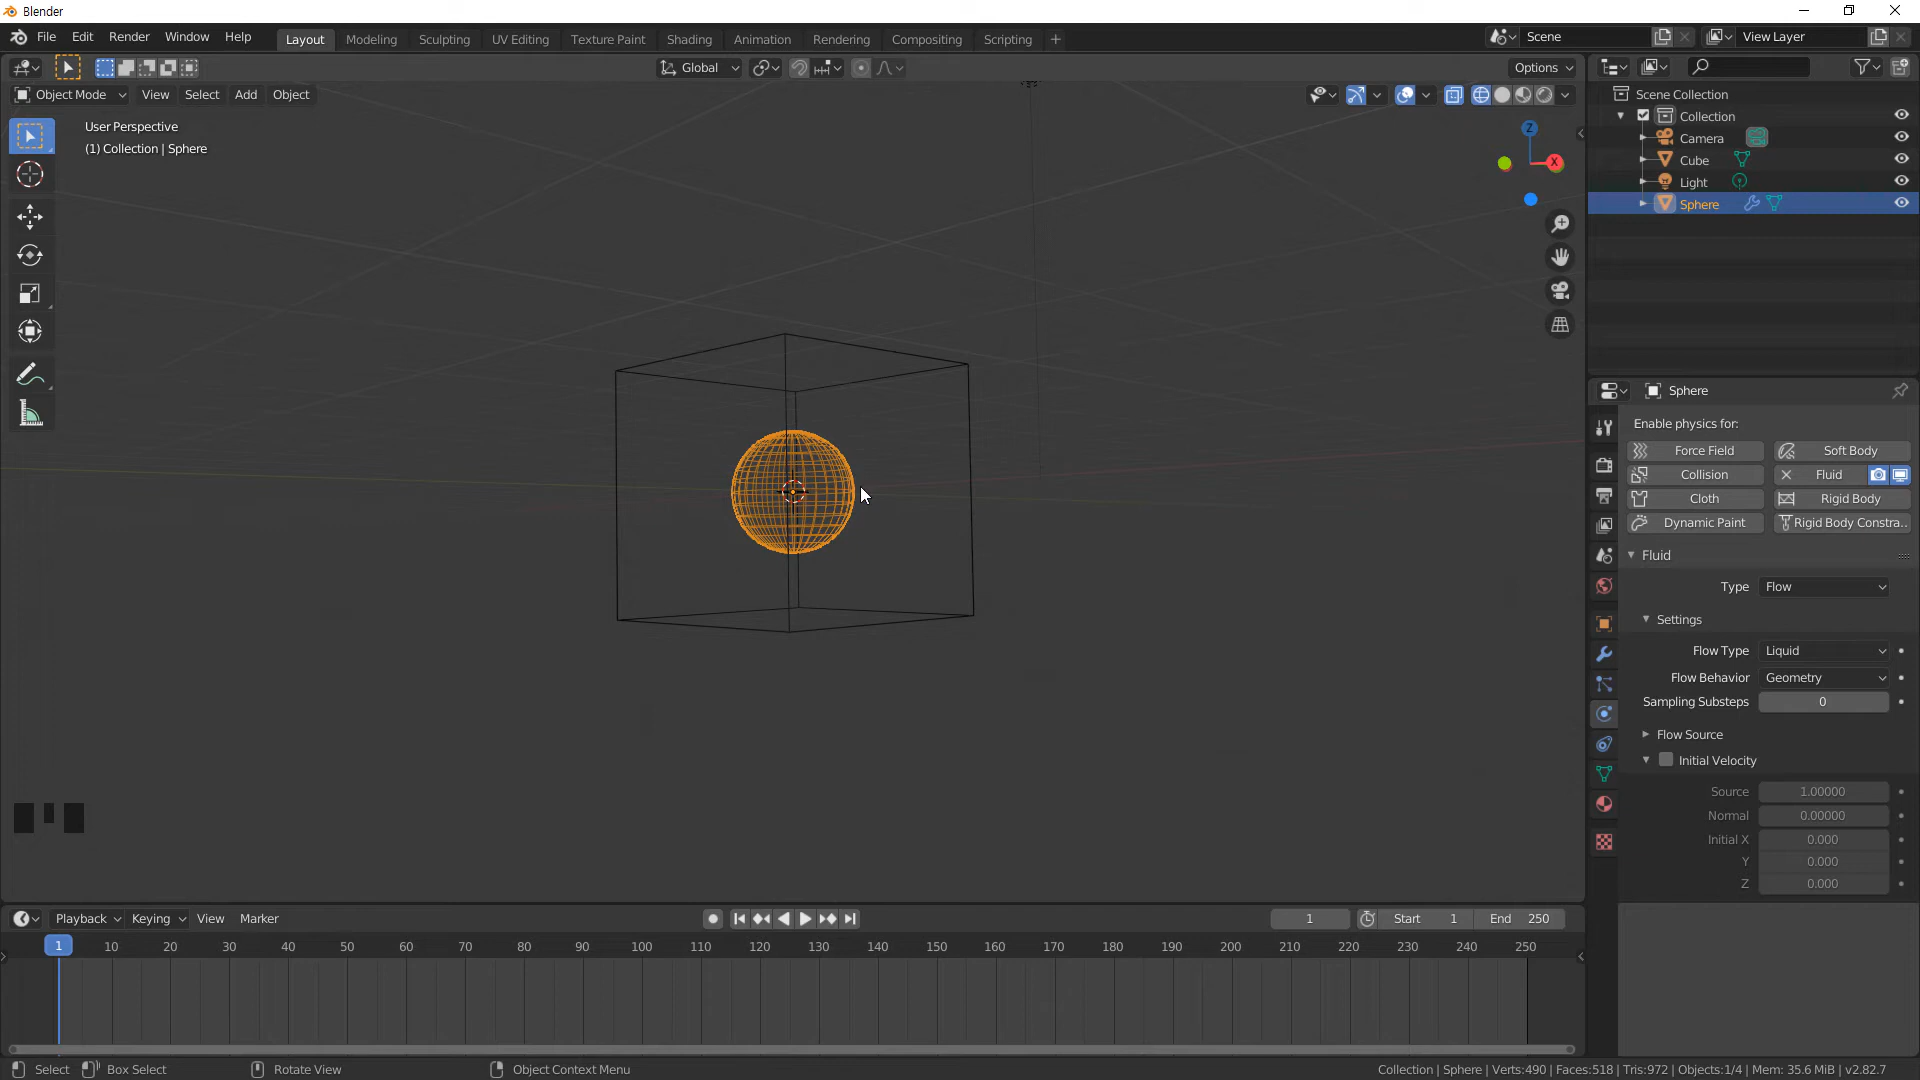 Blender
File Edit Render Window Help Layout Modeling Sculpting UV Editing Texture Paint Shading Animation Rendering Compositing Scripting Scene View Layer
Global Options
Object Mode View Select Add Object
User Perspective
(1) Collection | Sphere
Z
X
Scene Collection
Collection
Camera
Cube
Light
Sphere
Sphere
Enable physics for:
Force Field Soft Body
Collision Fluid
Cloth Rigid Body
Dynamic Paint Rigid Body Constra..
Fluid
Type Flow
Settings
Flow Type Liquid
Flow Behavior Geometry
Sampling Substeps 0
Flow Source
Initial Velocity
Source 1.00000
Normal 0.00000
Initial X 0.000
Y 0.000
Z 0.000
Playback Keying View Marker 1 Start 1 End 250
1 10 20 30 40 50 60 70 80 90 100 110 120 130 140 150 160 170 180 190 200 210 220 230 240 250
Select Box Select Rotate View Object Context Menu Collection | Sphere | Verts:490 | Faces:518 | Tris:972 | Objects:1/4 | Mem: 35.6 MiB | v2.82.7